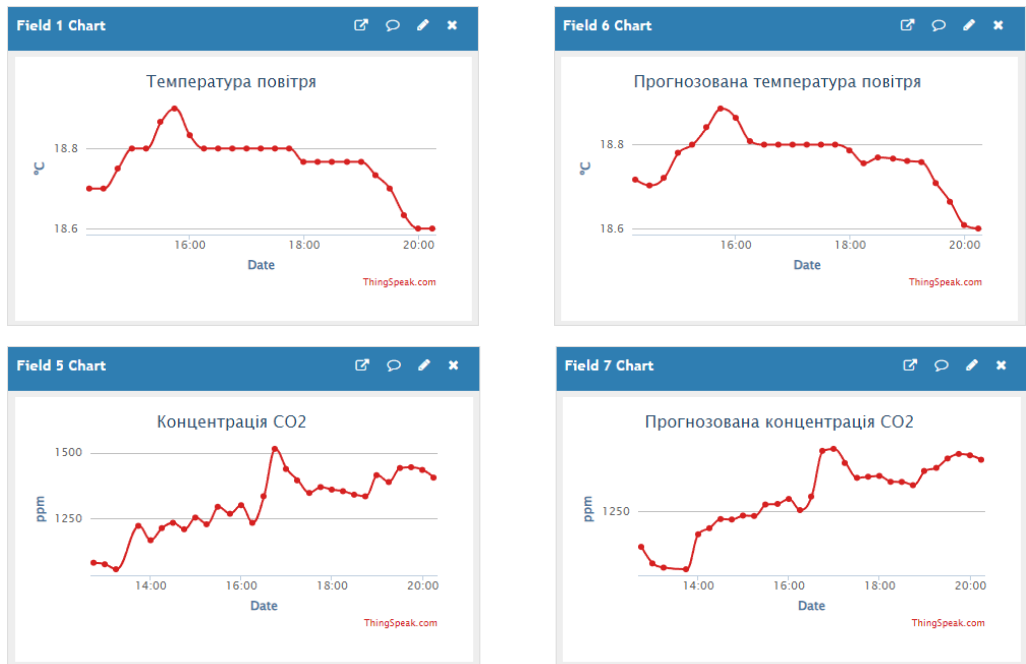 Field 1 Chart
Температура повітря
18.8
°C
18.6
16:00 18:00 20:00
Date
ThingSpeak.com
Field 6 Chart
Прогнозована температура повітря
18.8
°C
18.6
16:00 18:00 20:00
Date
ThingSpeak.com
Field 5 Chart
Концентрація CO2
1500
ppm
1250
14:00 16:00 18:00 20:00
Date
ThingSpeak.com
Field 7 Chart
Прогнозована концентрація CO2
ppm
1250
14:00 16:00 18:00 20:00
Date
ThingSpeak.com